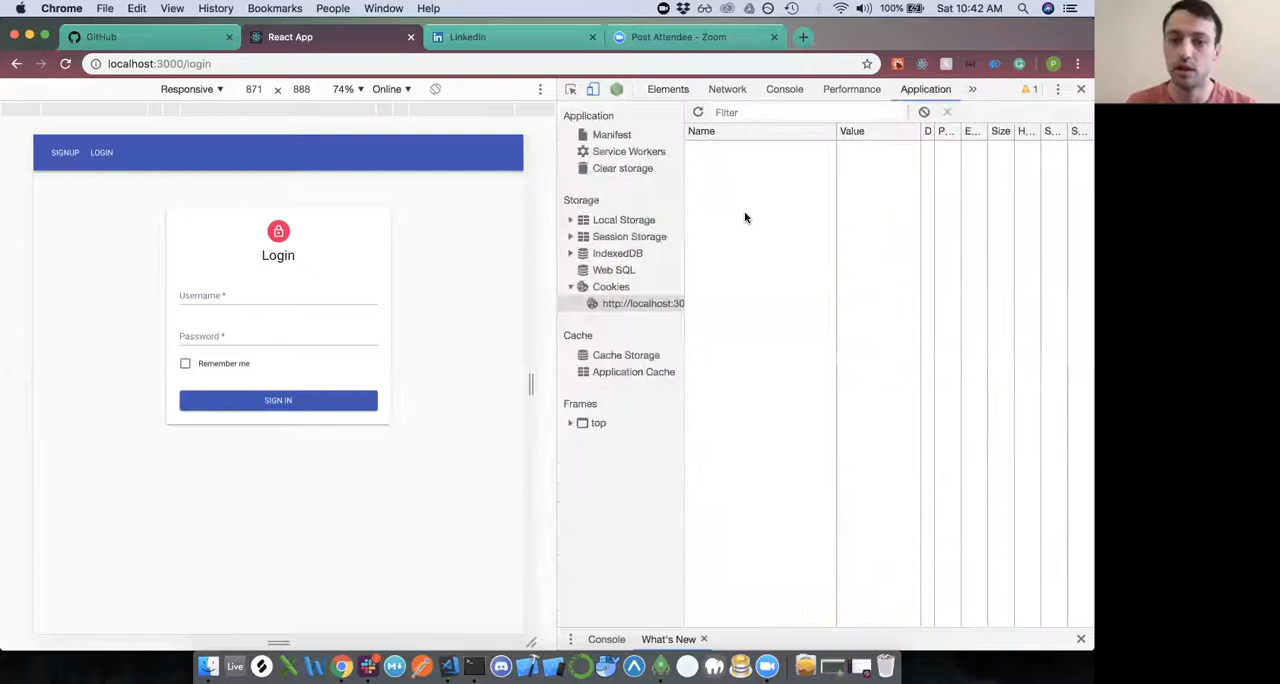 Chrome File Edit View History Bookmarks People Window Help 100% Sat 10:42 AM
GitHub React App LinkedIn Post Attendee - Zoom
localhost:3000/login
Responsive 871 x 888 74% Online Elements Network Console Performance Application 1
Application
Manifest
Service Workers
Clear storage
Storage
Local Storage
Session Storage
IndexedDB
Web SQL
Cookies
http://localhost:30
Cache
Cache Storage
Application Cache
Frames
top
Filter
Name Value D P... E... Size H... S... S...
SIGNUP LOGIN
Login
Username *
Password *
Remember me
SIGN IN
Console What's New
Live